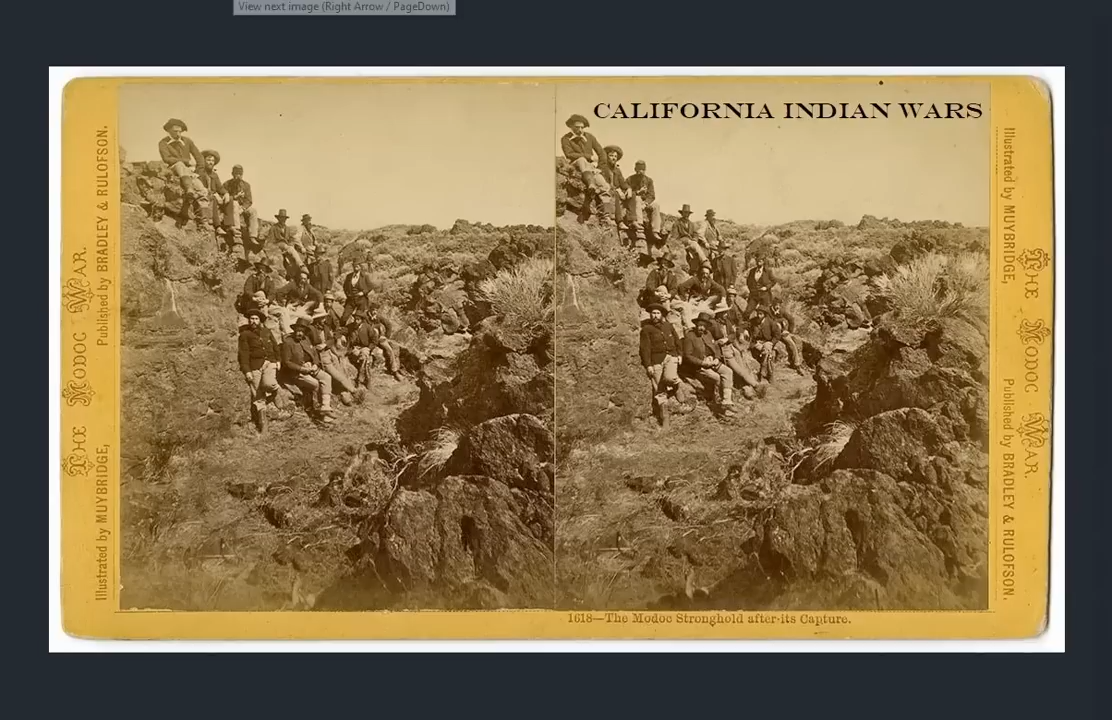 View next image (Right Arrow / PageDown)
CALIFORNIA INDIAN WARS
Illustrated by MUYBRIDGE,
Published by BRADLEY & RULOFSON.
THE MODOC WAR.
Illustrated by MUYBRIDGE,
Published by BRADLEY & RULOFSON.
THE MODOC WAR.
1618—The Modoc Stronghold after its Capture.